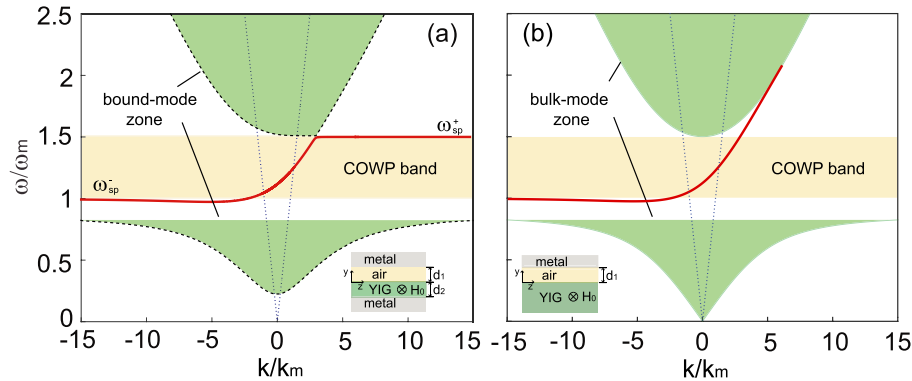 (a)
(b)
2.5
2
1.5
1
0.5
0
ω/ωm
bound-mode
zone
bulk-mode
zone
ω⁺sp
ω⁻sp
COWP band
COWP band
metal
y air d1
z YIG ⊗ H0 d2
metal
metal
y air d1
z YIG ⊗ H0
-15 -10 -5 0 5 10 15
-15 -10 -5 0 5 10 15
k/km
k/km